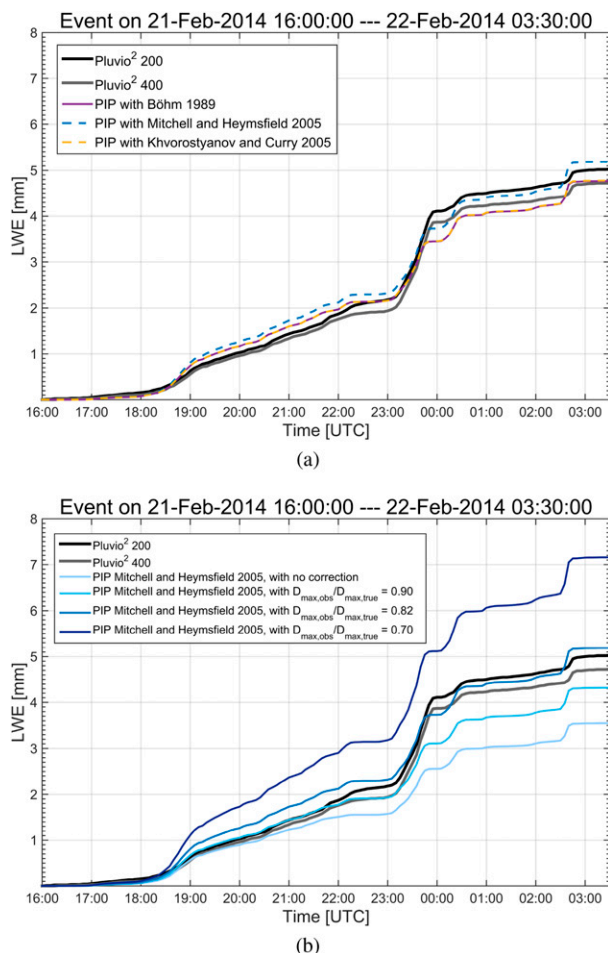 Event on 21-Feb-2014 16:00:00 --- 22-Feb-2014 03:30:00
8
7
6
5
4
3
2
1
LWE [mm]
Pluvio² 200
Pluvio² 400
PIP with Böhm 1989
PIP with Mitchell and Heymsfield 2005
PIP with Khvorostyanov and Curry 2005
16:00 17:00 18:00 19:00 20:00 21:00 22:00 23:00 00:00 01:00 02:00 03:00
Time [UTC]
(a)
Event on 21-Feb-2014 16:00:00 --- 22-Feb-2014 03:30:00
8
7
6
5
4
3
2
1
LWE [mm]
Pluvio² 200
Pluvio² 400
PIP Mitchell and Heymsfield 2005, with no correction
PIP Mitchell and Heymsfield 2005, with D_max,obs/D_max,true = 0.90
PIP Mitchell and Heymsfield 2005, with D_max,obs/D_max,true = 0.82
PIP Mitchell and Heymsfield 2005, with D_max,obs/D_max,true = 0.70
16:00 17:00 18:00 19:00 20:00 21:00 22:00 23:00 00:00 01:00 02:00 03:00
Time [UTC]
(b)